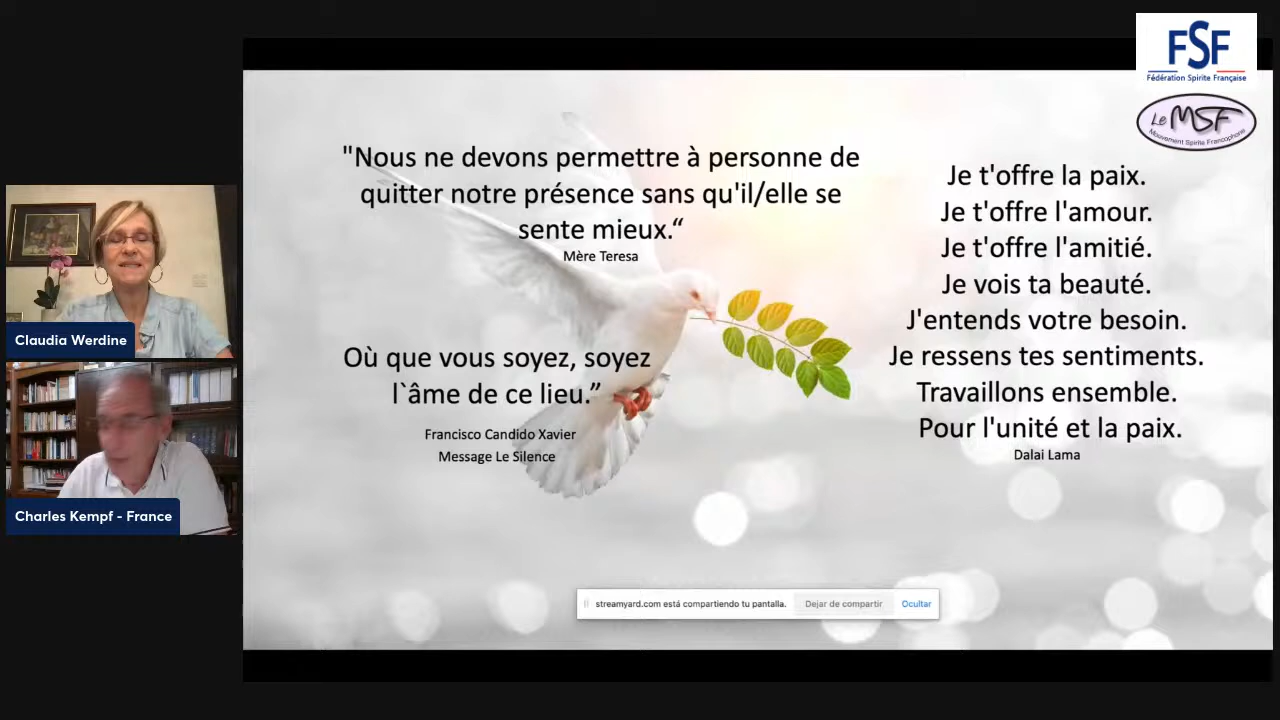 FSF
Fédération Spirite Française
Le MSF
Mouvement Spirite Francophone
"Nous ne devons permettre à personne de
quitter notre présence sans qu'il/elle se
sente mieux.“
Mère Teresa
Où que vous soyez, soyez
l`âme de ce lieu.”
Francisco Candido Xavier
Message Le Silence
Je t'offre la paix.
Je t'offre l'amour.
Je t'offre l'amitié.
Je vois ta beauté.
J'entends votre besoin.
Je ressens tes sentiments.
Travaillons ensemble.
Pour l'unité et la paix.
Dalai Lama
Claudia Werdine
Charles Kempf - France
streamyard.com está compartiendo tu pantalla.
Dejar de compartir
Ocultar